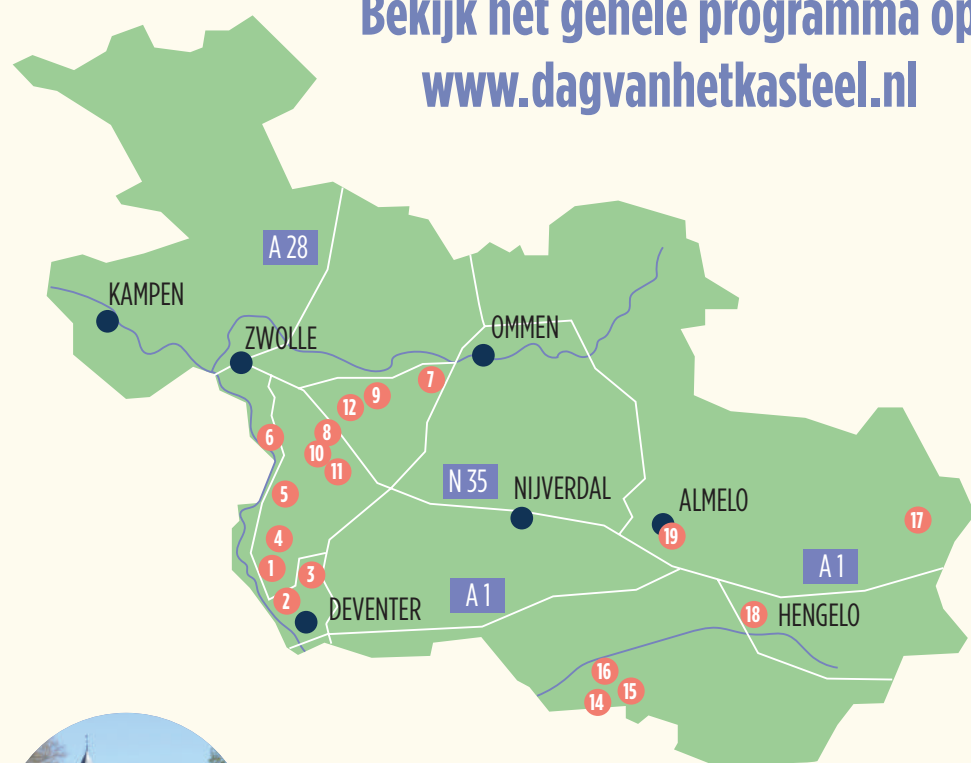 Bekijk het gehele programma op
www.dagvanhetkasteel.nl
A 28
KAMPEN
ZWOLLE
OMMEN
7
9
12
6
8
10
11
N 35
NIJVERDAL
ALMELO
5
17
4
19
1
3
A 1
A 1
2
DEVENTER
18
HENGELO
16
15
14